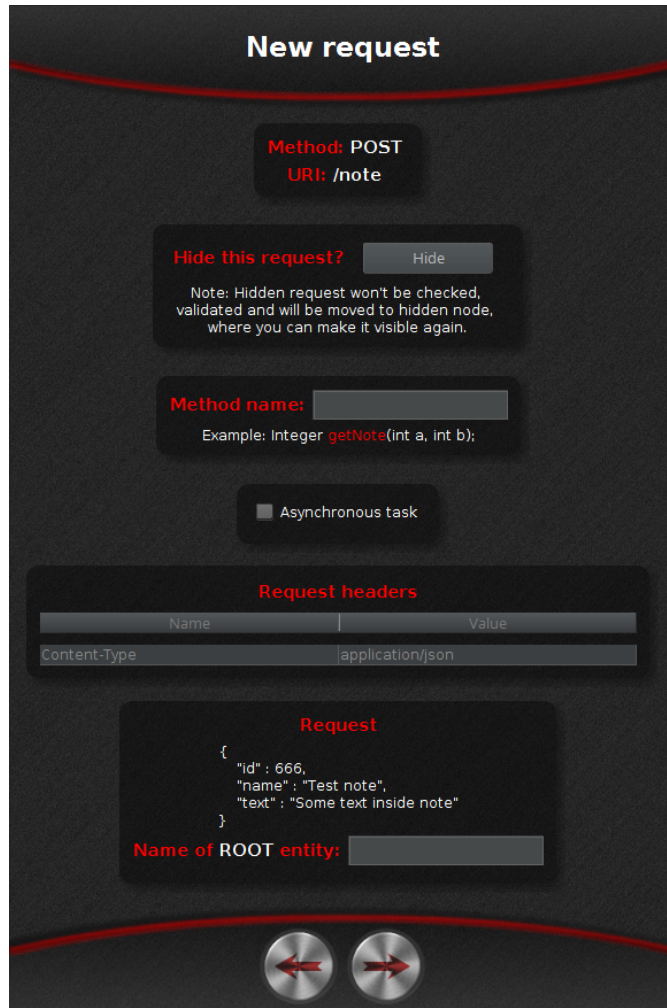 New request
Method: POST
URI: /note
Hide this request? Hide
Note: Hidden request won't be checked,
validated and will be moved to hidden node,
where you can make it visible again.
Method name:
Example: Integer getNote(int a, int b);
Asynchronous task
Request headers
Name Value
Content-Type application/json
Request
{
"id" : 666,
"name" : "Test note",
"text" : "Some text inside note"
}
Name of ROOT entity: